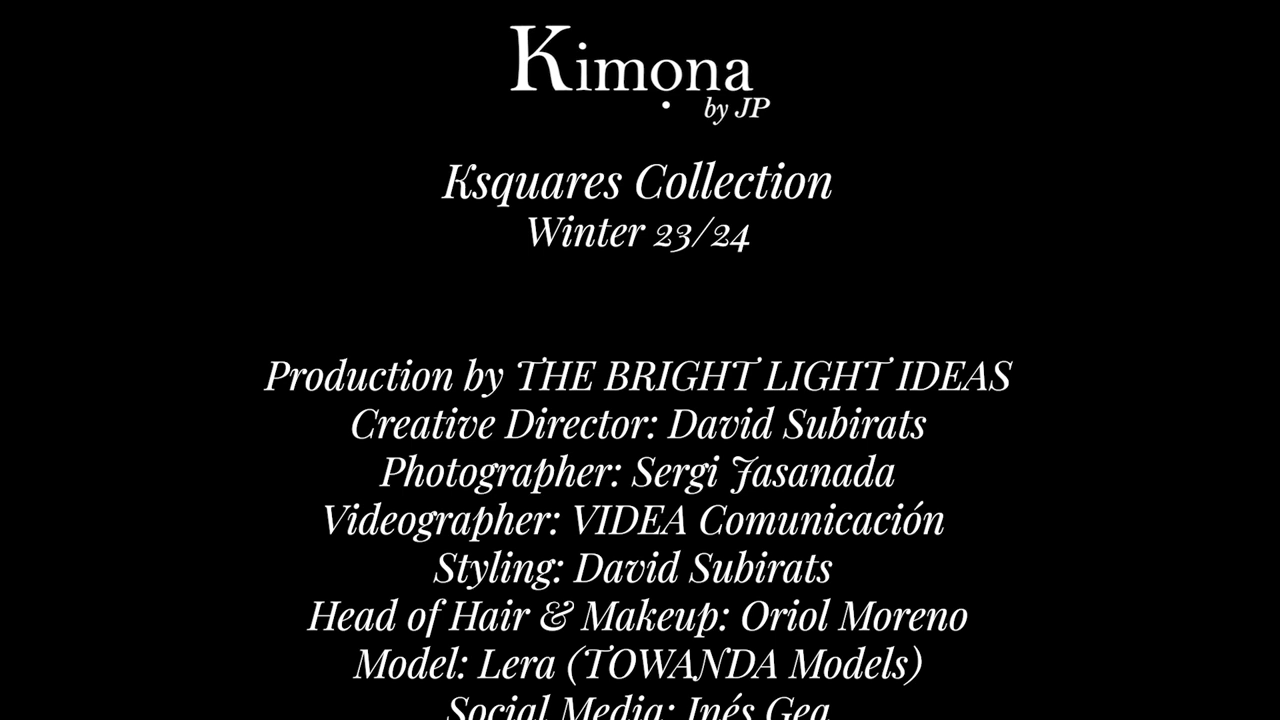 Kimona
by JP
Ksquares Collection
Winter 23/24
Production by THE BRIGHT LIGHT IDEAS
Creative Director: David Subirats
Photographer: Sergi Jasanada
Videographer: VIDEA Comunicación
Styling: David Subirats
Head of Hair & Makeup: Oriol Moreno
Model: Lera (TOWANDA Models)
Social Media: Inés Gea